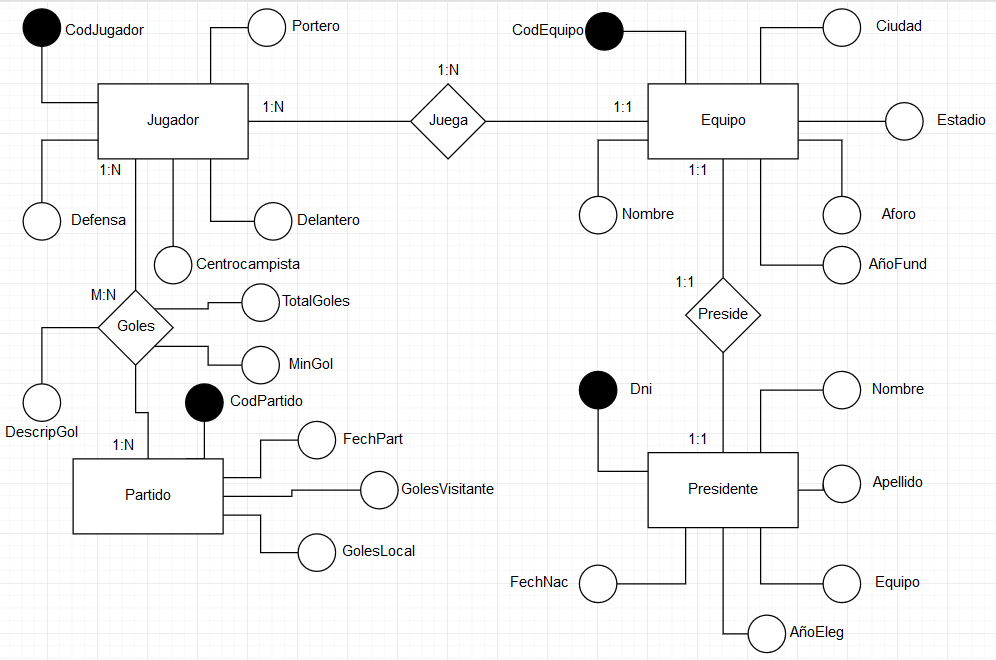 CodJugador
Portero
CodEquipo
Ciudad
1:N
1:N
1:1
Jugador
Juega
Equipo
Estadio
1:N
1:1
Defensa
Delantero
Nombre
Aforo
Centrocampista
AñoFund
M:N
TotalGoles
1:1
Goles
Preside
MinGol
Dni
Nombre
CodPartido
DescripGol
1:N
FechPart
1:1
Partido
GolesVisitante
Presidente
Apellido
GolesLocal
FechNac
Equipo
AñoEleg